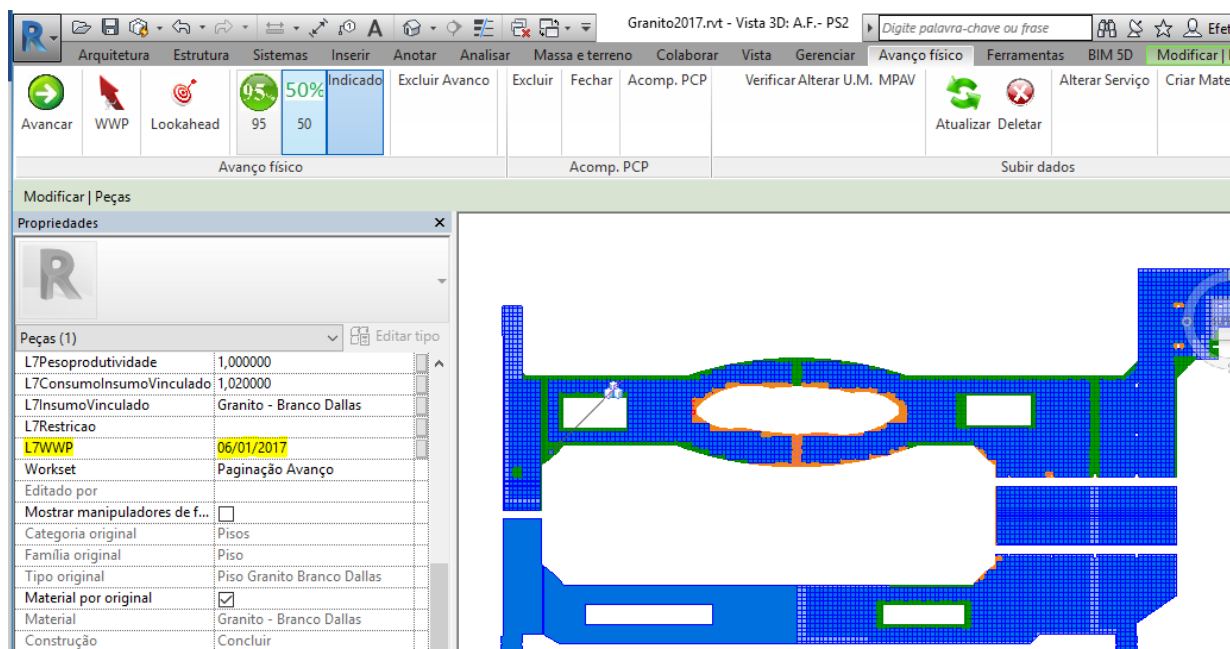 Granito2017.rvt - Vista 3D: A.F.- PS2
Digite palavra-chave ou frase
Arquitetura Estrutura Sistemas Inserir Anotar Analisar Massa e terreno Colaborar Vista Gerenciar Avanço físico Ferramentas BIM 5D Modificar |
95% 50% Indicado Excluir Avanco Excluir Fechar Acomp. PCP Verificar Alterar U.M. MPAV Alterar Serviço Criar Mate
Avancar WWP Lookahead 95 50 Atualizar Deletar
Avanço físico Acomp. PCP Subir dados
Modificar | Peças
Propriedades
Peças (1) Editar tipo
L7Pesoprodutividade 1,000000
L7ConsumoInsumoVinculado 1,020000
L7InsumoVinculado Granito - Branco Dallas
L7Restricao
L7WWP 06/01/2017
Workset Paginação Avanço
Editado por
Mostrar manipuladores de f...
Categoria original Pisos
Família original Piso
Tipo original Piso Granito Branco Dallas
Material por original
Material Granito - Branco Dallas
Construção Concluir